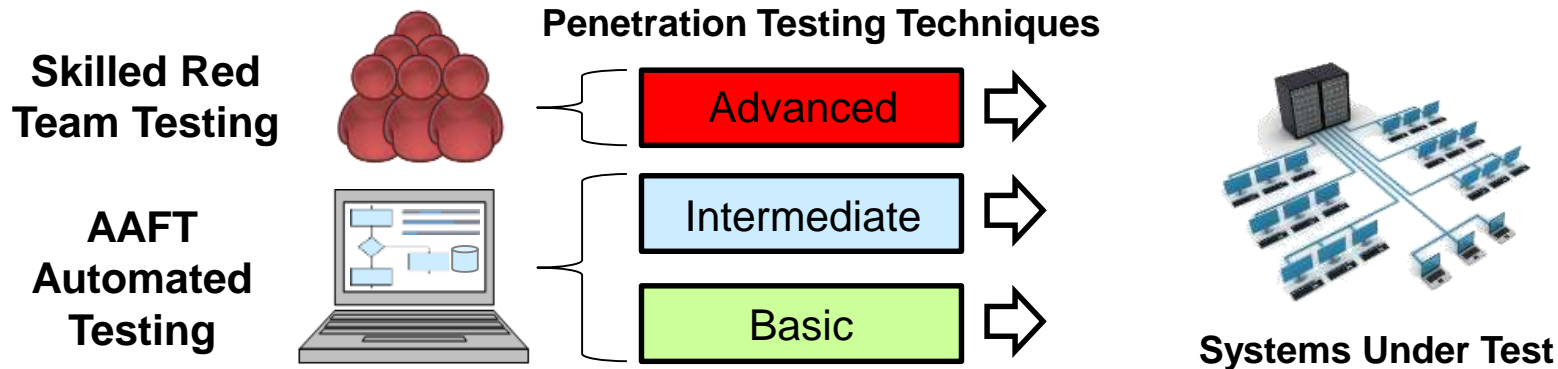 Penetration Testing Techniques
Skilled Red
Team Testing
Advanced
Intermediate
AAFT
Automated
Testing
Basic
Systems Under Test